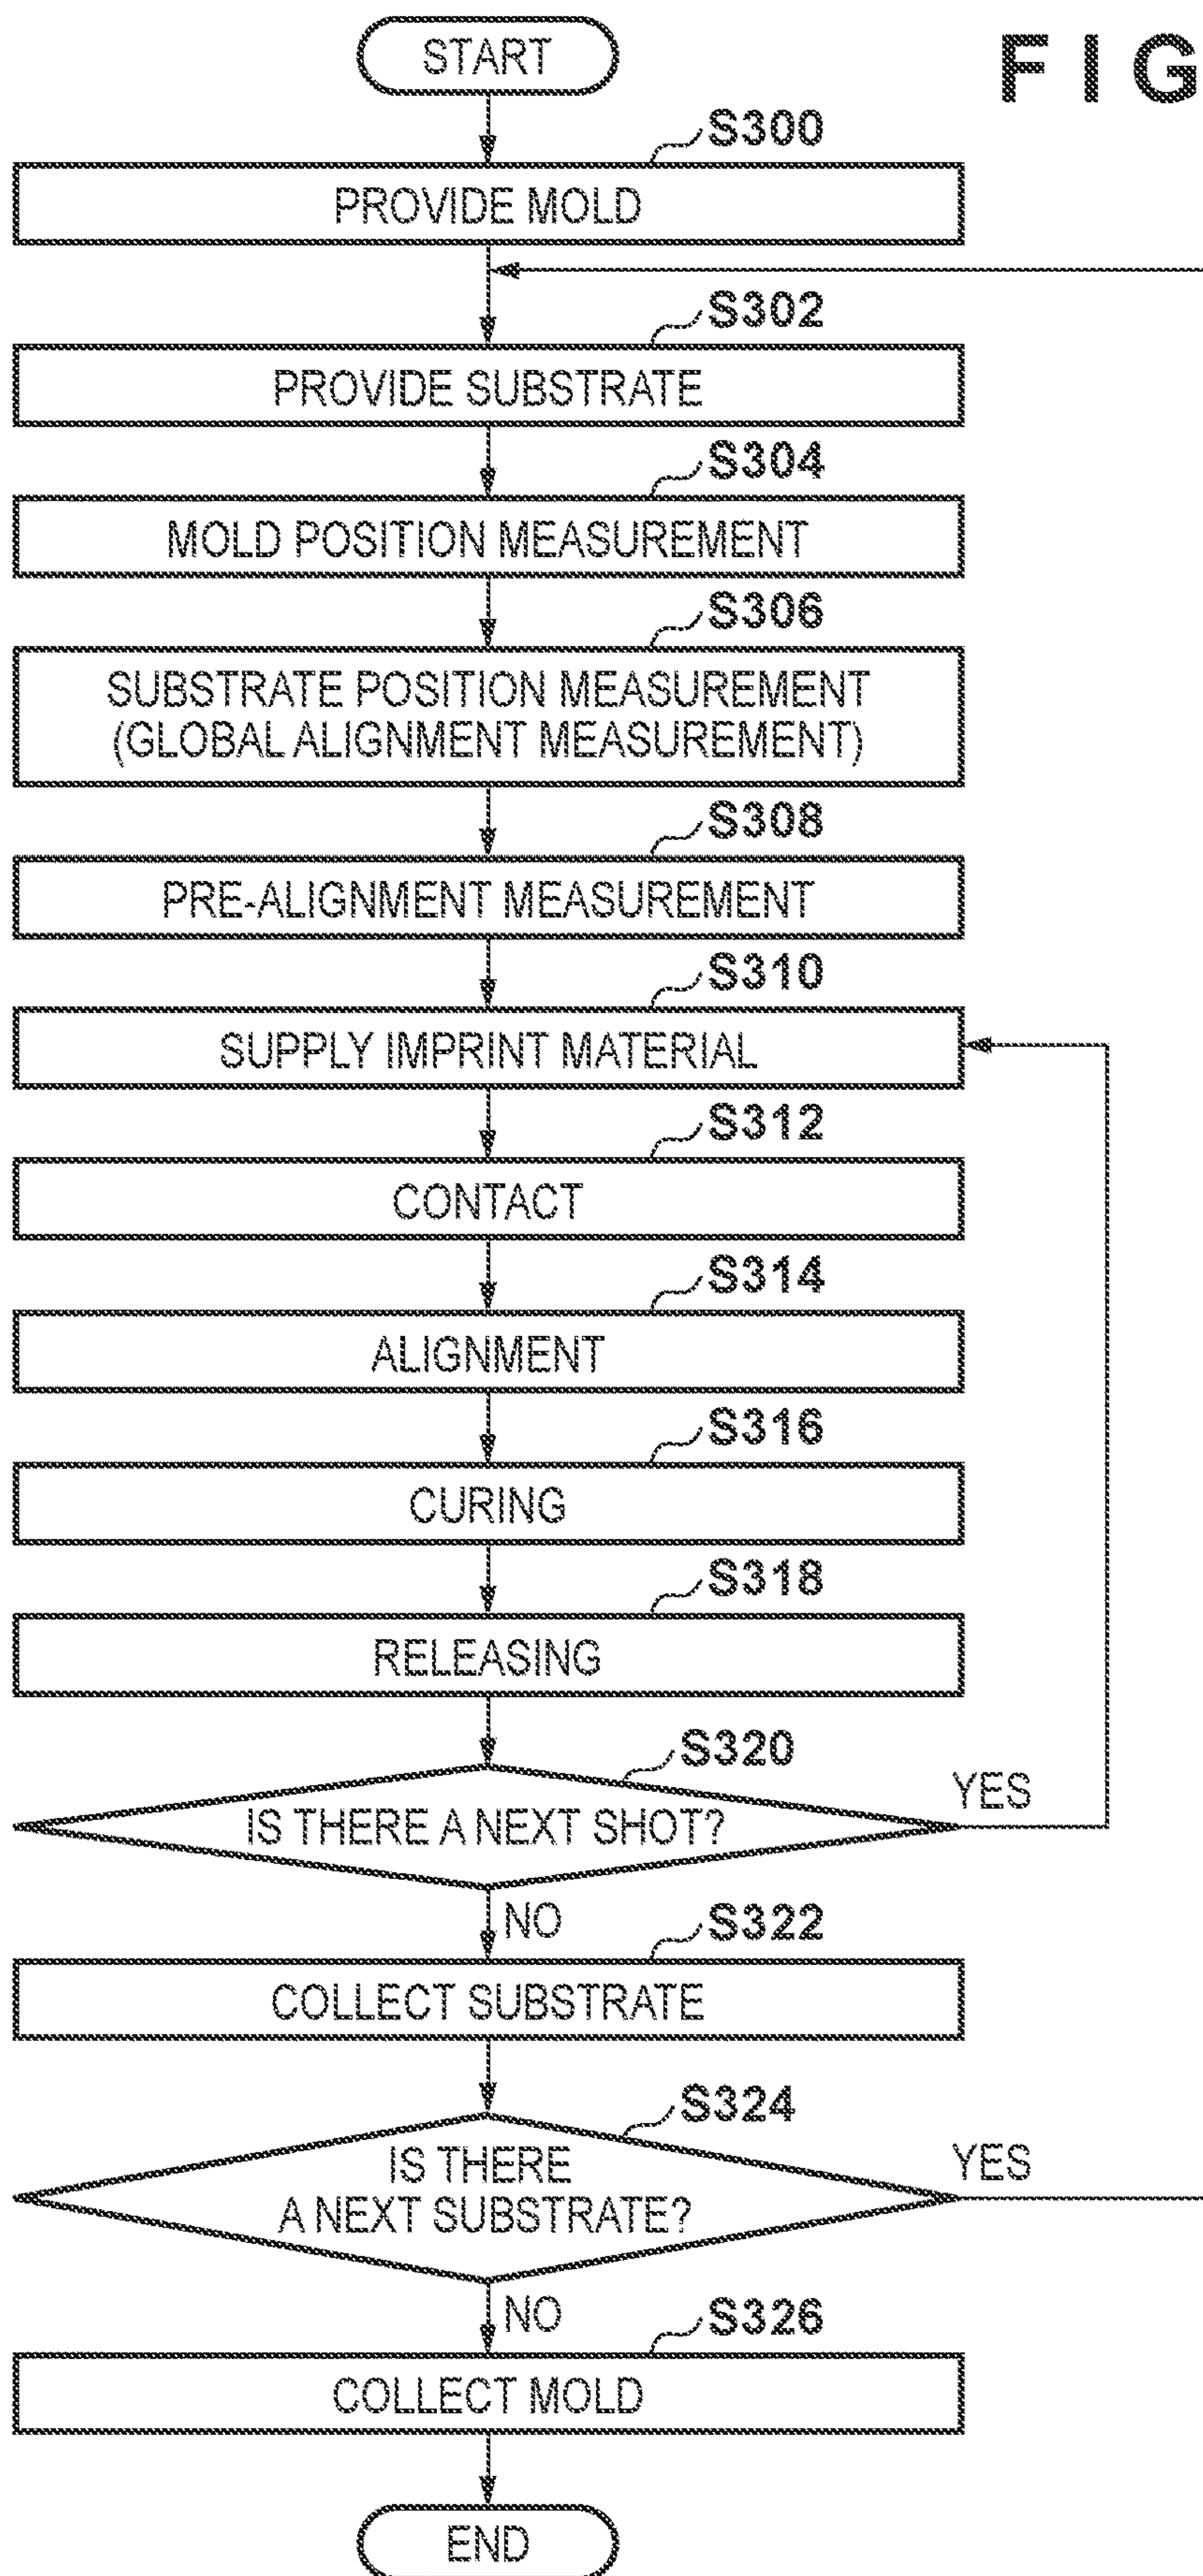 START
FIG
S300
PROVIDE MOLD
S302
PROVIDE SUBSTRATE
S304
MOLD POSITION MEASUREMENT
S306
SUBSTRATE POSITION MEASUREMENT
(GLOBAL ALIGNMENT MEASUREMENT)
S308
PRE-ALIGNMENT MEASUREMENT
S310
SUPPLY IMPRINT MATERIAL
S312
CONTACT
S314
ALIGNMENT
S316
CURING
S318
RELEASING
S320
IS THERE A NEXT SHOT?
YES
NO
S322
COLLECT SUBSTRATE
S324
IS THERE
A NEXT SUBSTRATE?
YES
NO
S326
COLLECT MOLD
END